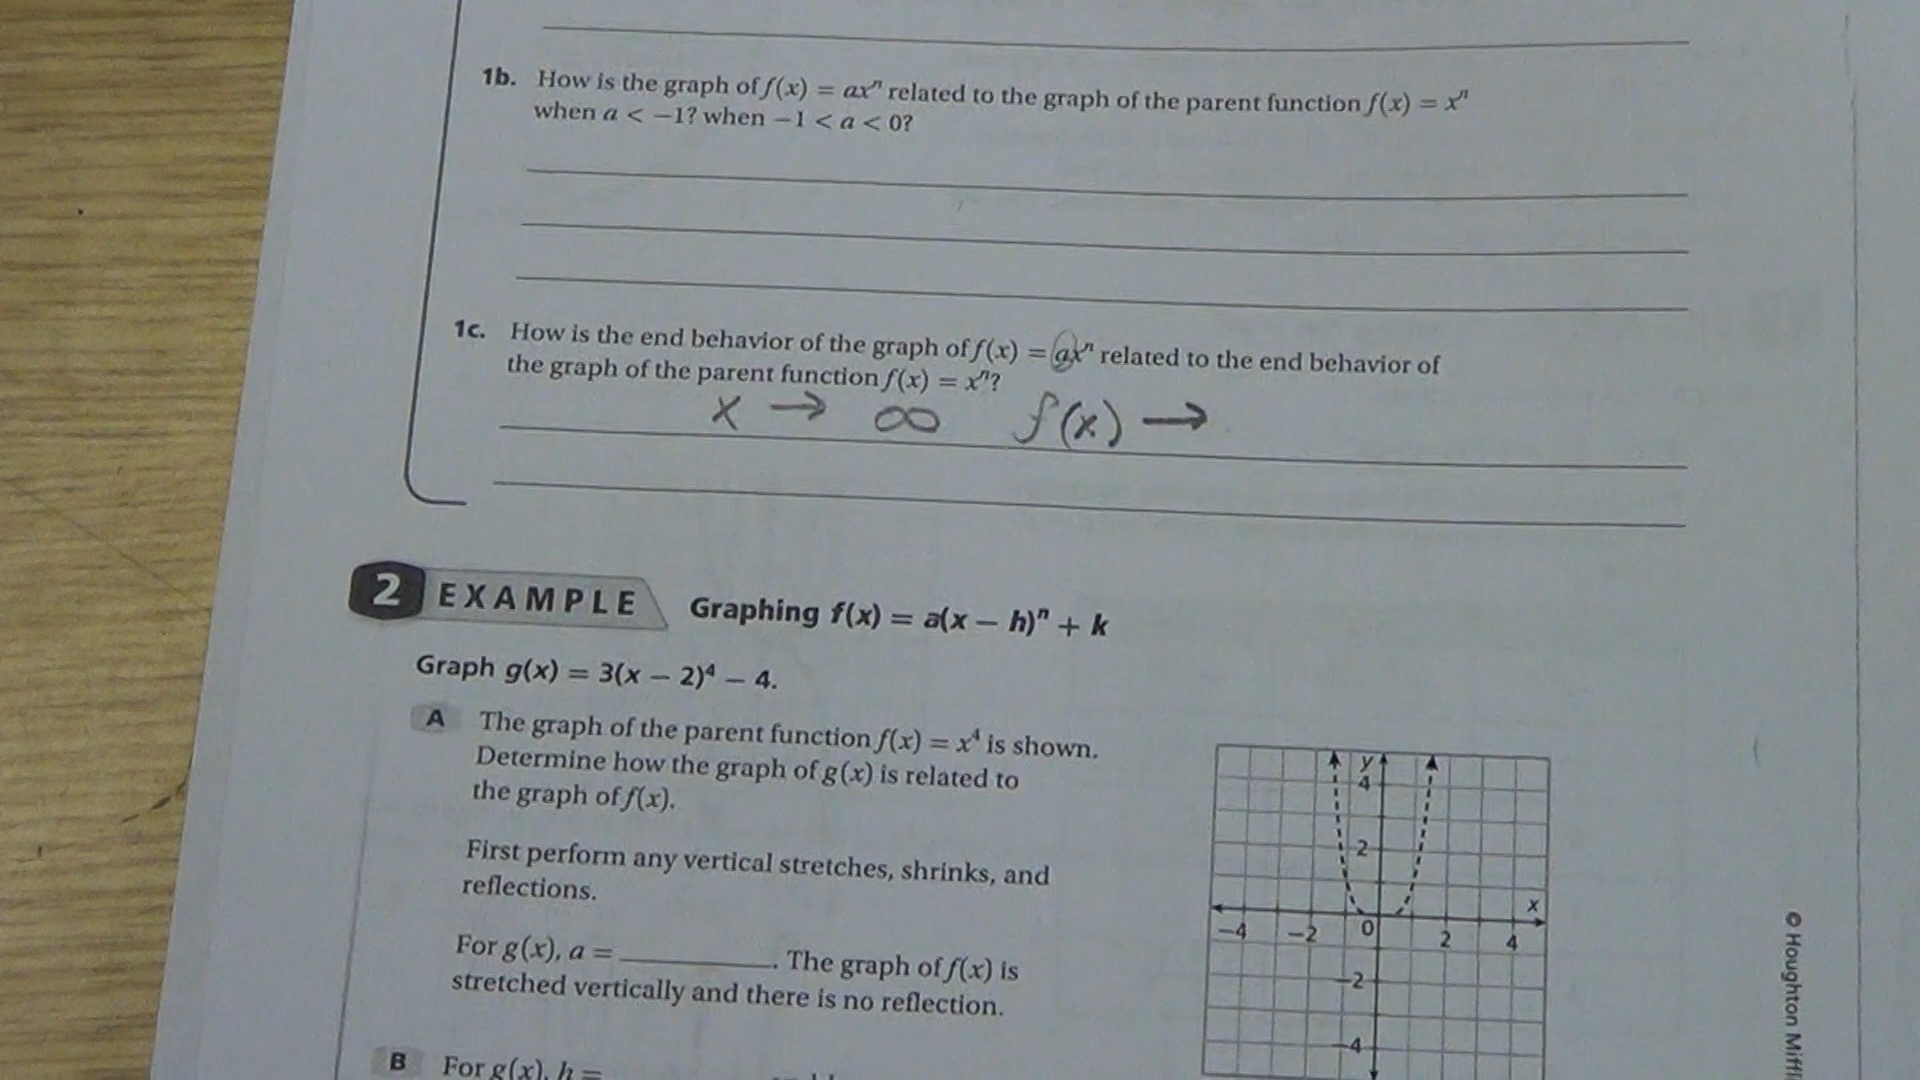 1b. How is the graph of f(x) = axⁿ related to the graph of the parent function f(x) = xⁿ
when a < −1? when −1 < a < 0?
1c. How is the end behavior of the graph of f(x) = axⁿ related to the end behavior of
the graph of the parent function f(x) = xⁿ?
x → ∞ f(x) →
2 EXAMPLE Graphing f(x) = a(x − h)ⁿ + k
Graph g(x) = 3(x − 2)⁴ − 4.
A The graph of the parent function f(x) = x⁴ is shown.
Determine how the graph of g(x) is related to
the graph of f(x).
First perform any vertical stretches, shrinks, and
reflections.
For g(x), a = ________. The graph of f(x) is
stretched vertically and there is no reflection.
B For g(x), h =
y
4
2
x
−4 −2 0 2 4
−2
−4
© Houghton